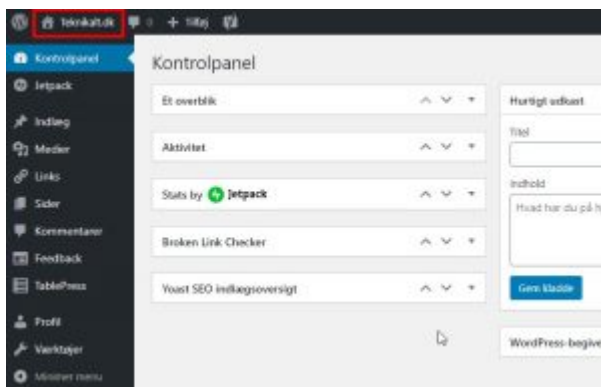 Teknikalt.dk 0 + Tilføj
Kontrolpanel
Jetpack
Indlæg
Medier
Links
Sider
Kommentarer
Feedback
TablePress
Profil
Værktøjer
Minimer menu
Kontrolpanel
Et overblik
Aktivitet
Stats by Jetpack
Broken Link Checker
Yoast SEO indlægsoversigt
Hurtigt udkast
Titel
Indhold
Hvad har du på h
Gem kladde
WordPress-begive